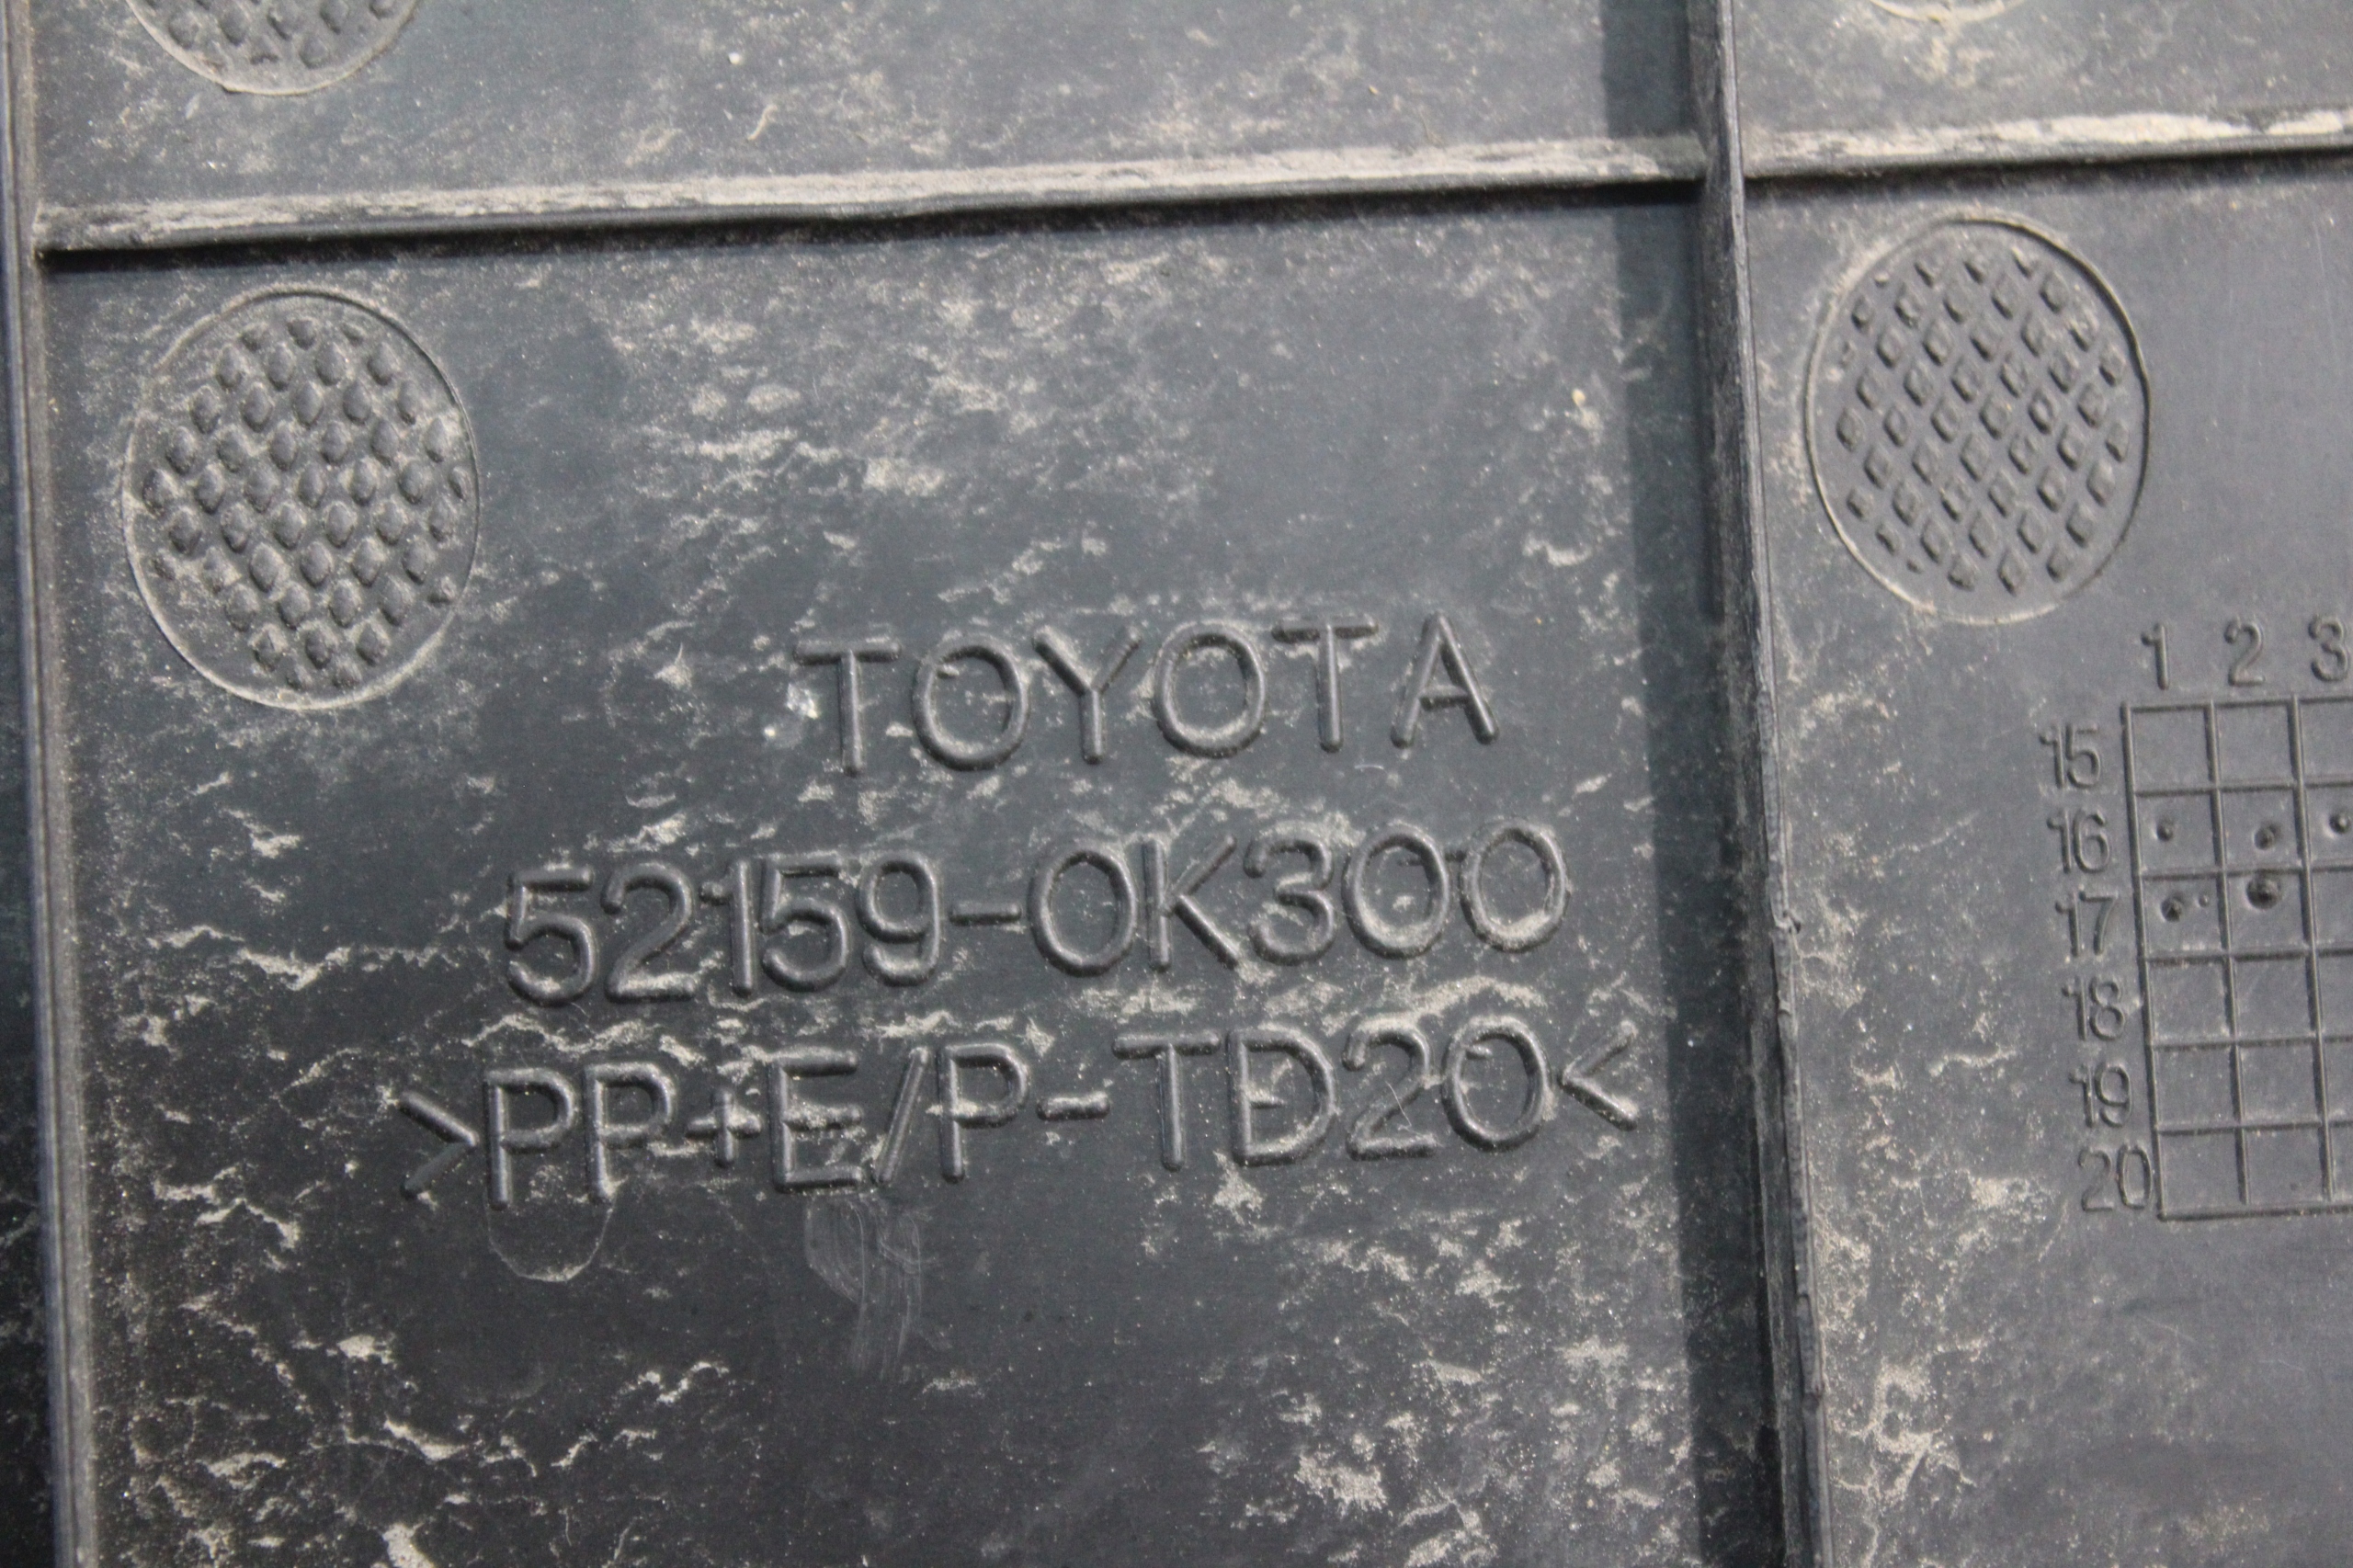 TOYOTA
52159-0K300
>PP+E/P-TD20<
1 2 3
15
16
17
18
19
20